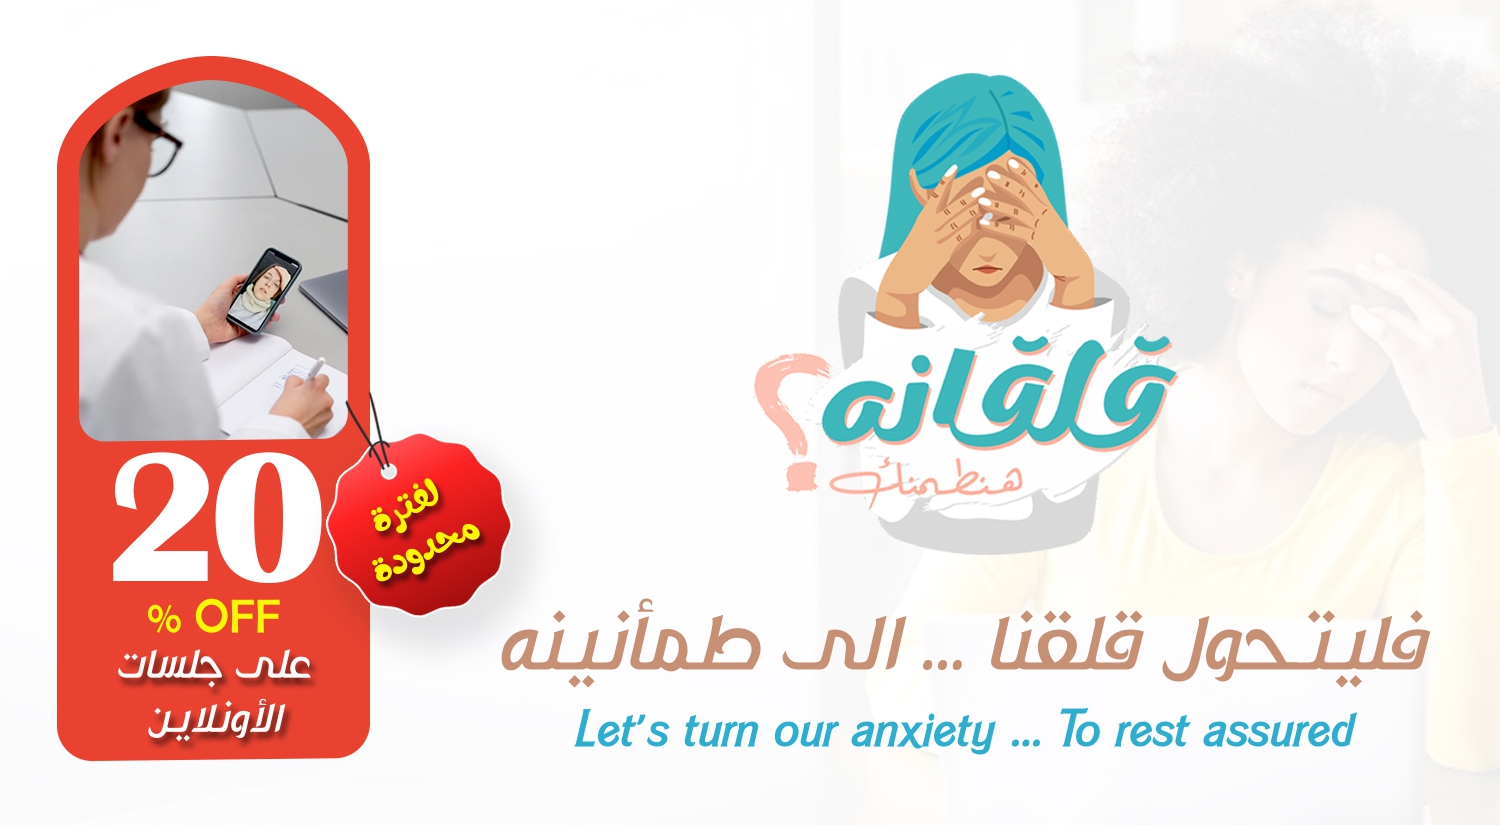 قلقانه؟
هنطمنك
فليتحول قلقنا ... الى طمأنينه
Let's turn our anxiety ... To rest assured
20
% OFF
على جلسات
الأونلاين
لفترة
محدودة